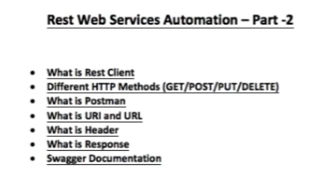 Rest Web Services Automation – Part -2
• What is Rest Client
• Different HTTP Methods (GET/POST/PUT/DELETE)
• What is Postman
• What is URI and URL
• What is Header
• What is Response
• Swagger Documentation